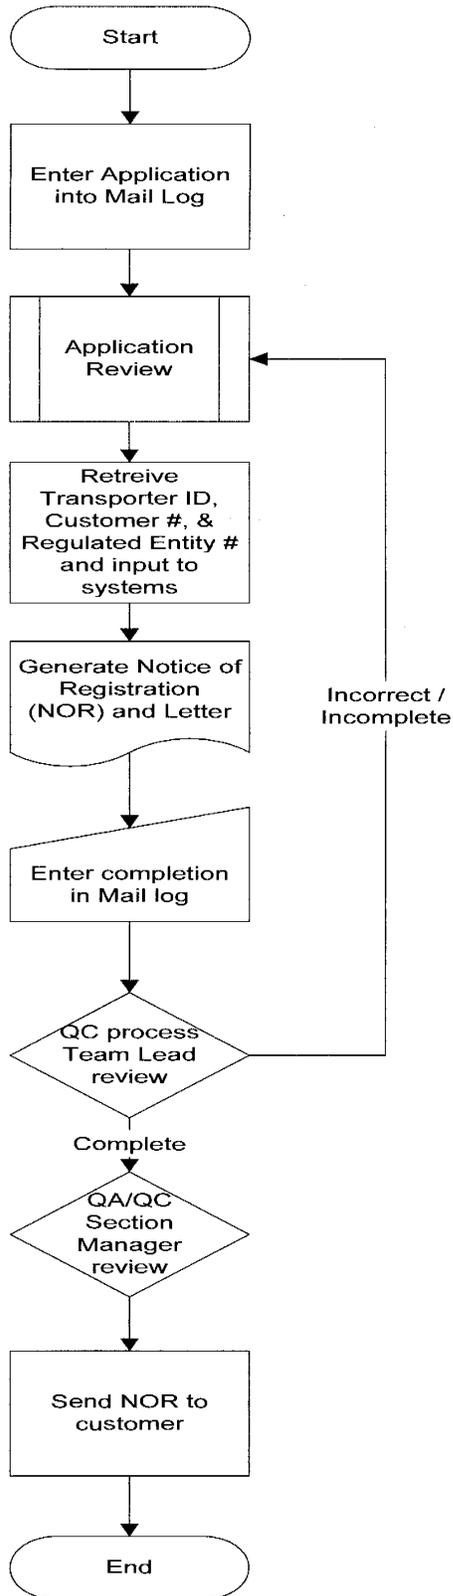 Start
Enter Application
into Mail Log
Application
Review
Retreive
Transporter ID,
Customer #, &
Regulated Entity #
and input to
systems
Generate Notice of
Registration
(NOR) and Letter
Incorrect /
Incomplete
Enter completion
in Mail log
QC process
Team Lead
review
Complete
QA/QC
Section
Manager
review
Send NOR to
customer
End